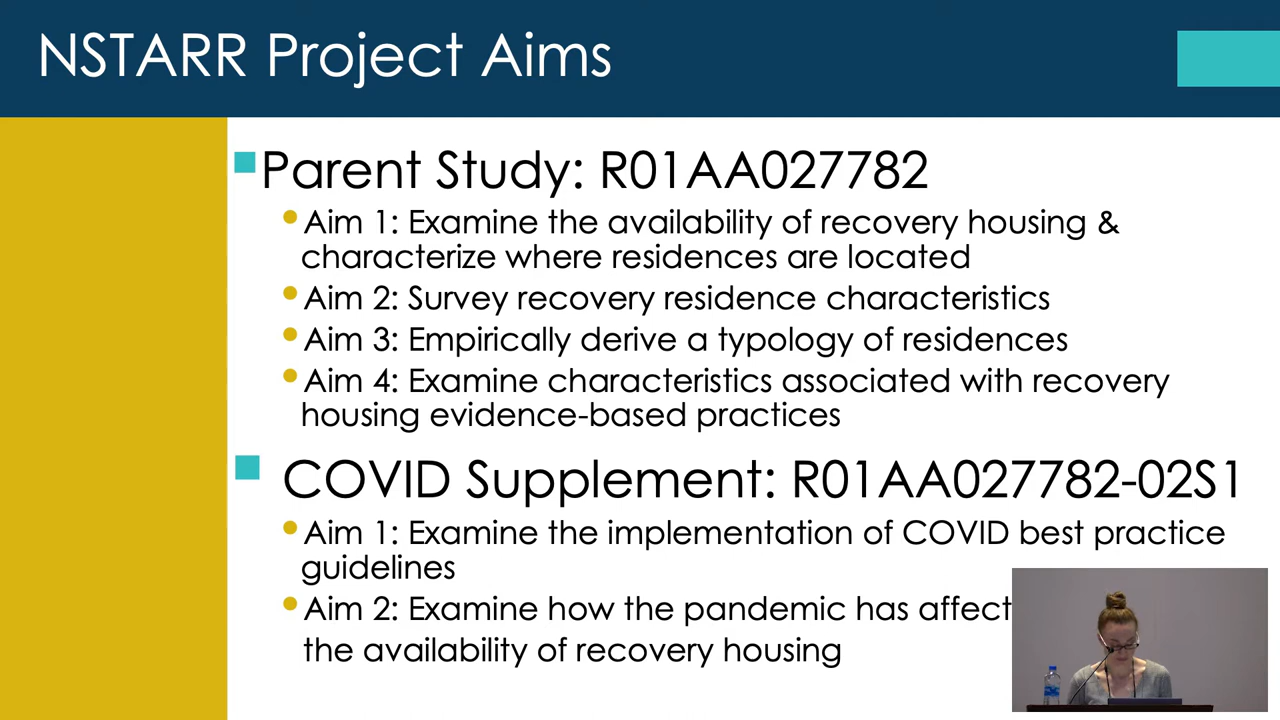 NSTARR Project Aims
Parent Study: R01AA027782
Aim 1: Examine the availability of recovery housing &
characterize where residences are located
Aim 2: Survey recovery residence characteristics
Aim 3: Empirically derive a typology of residences
Aim 4: Examine characteristics associated with recovery
housing evidence-based practices
COVID Supplement: R01AA027782-02S1
Aim 1: Examine the implementation of COVID best practice
guidelines
Aim 2: Examine how the pandemic has affect
the availability of recovery housing